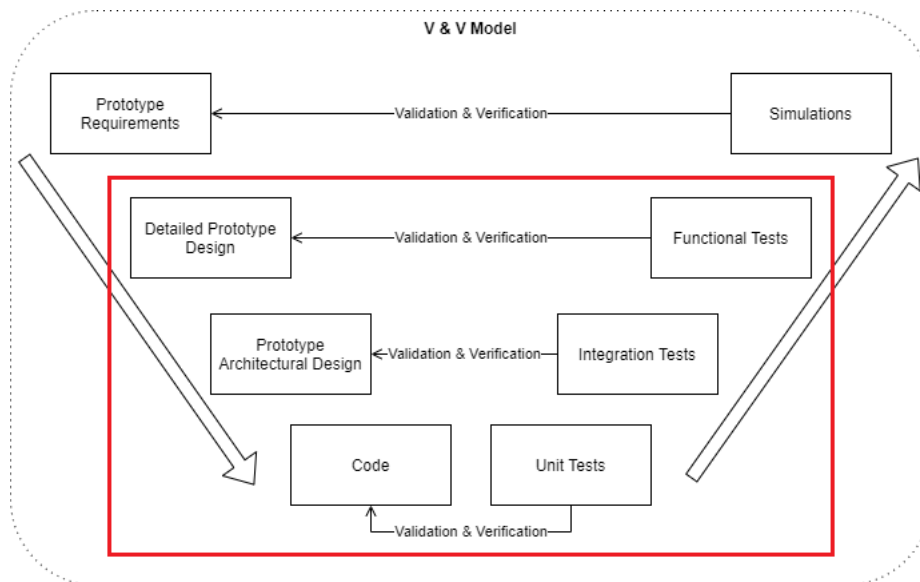 V & V Model
Prototype
Requirements
Validation & Verification
Simulations
Detailed Prototype
Design
Validation & Verification
Functional Tests
Prototype
Architectural Design
Validation & Verification
Integration Tests
Code
Unit Tests
Validation & Verification